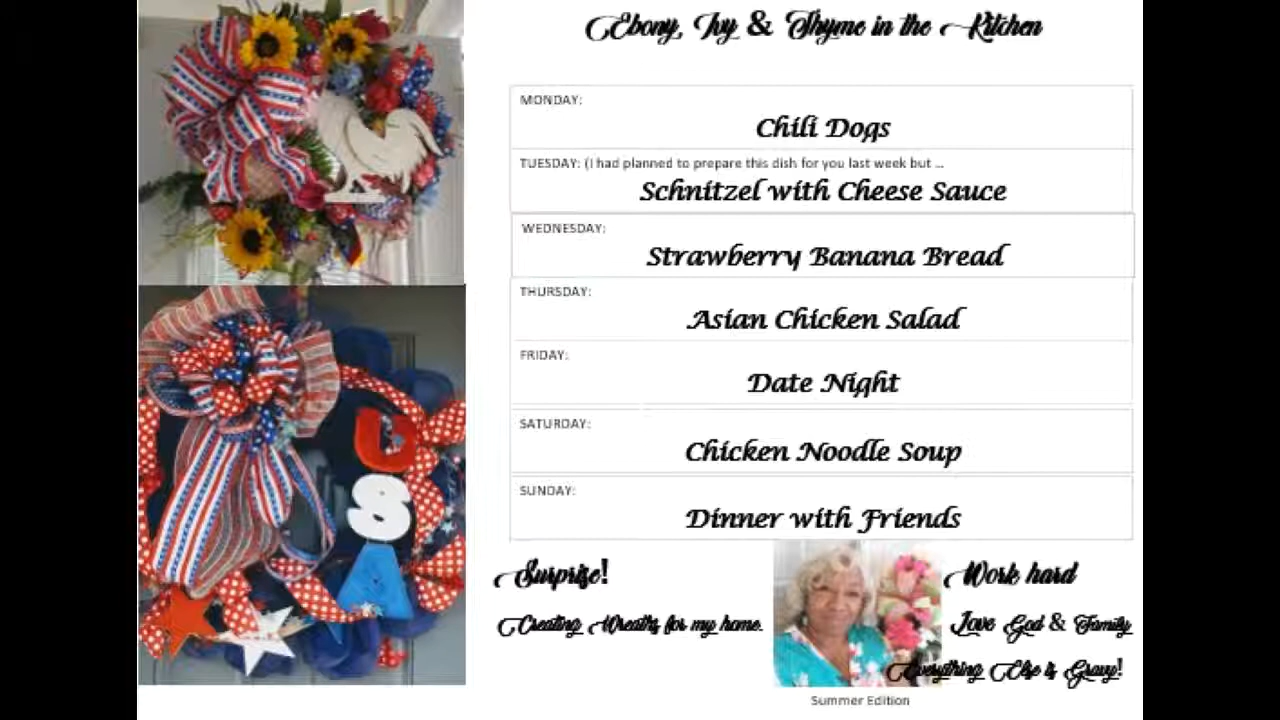 Ebony, Ivy & Thyme in the Kitchen
MONDAY:
Chili Dogs
TUESDAY: (I had planned to prepare this dish for you last week but ...
Schnitzel with Cheese Sauce
WEDNESDAY:
Strawberry Banana Bread
THURSDAY:
Asian Chicken Salad
FRIDAY:
Date Night
SATURDAY:
Chicken Noodle Soup
SUNDAY:
Dinner with Friends
USA
Surprize!
Creating Wreaths for my home.
Work hard
Love God & Family
Everything Else is Gravy!
Summer Edition